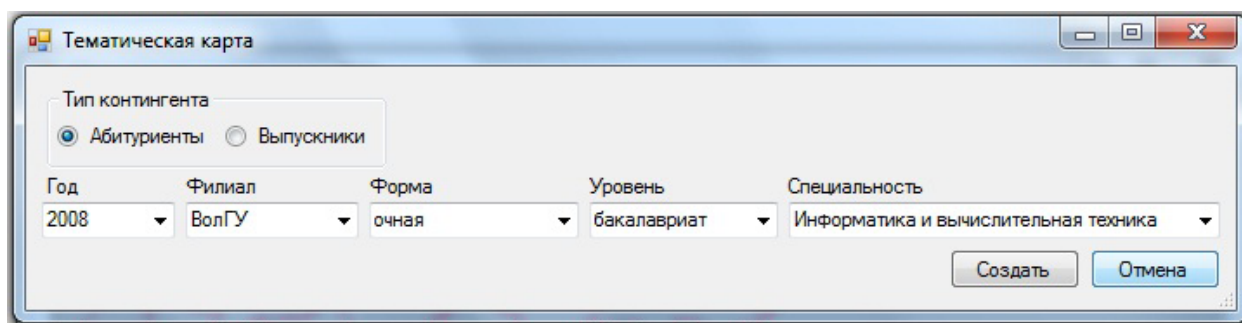 Тематическая карта
Тип контингента
Абитуриенты Выпускники
Год Филиал Форма Уровень Специальность
2008 ВолГУ очная бакалавриат Информатика и вычислительная техника
Создать Отмена